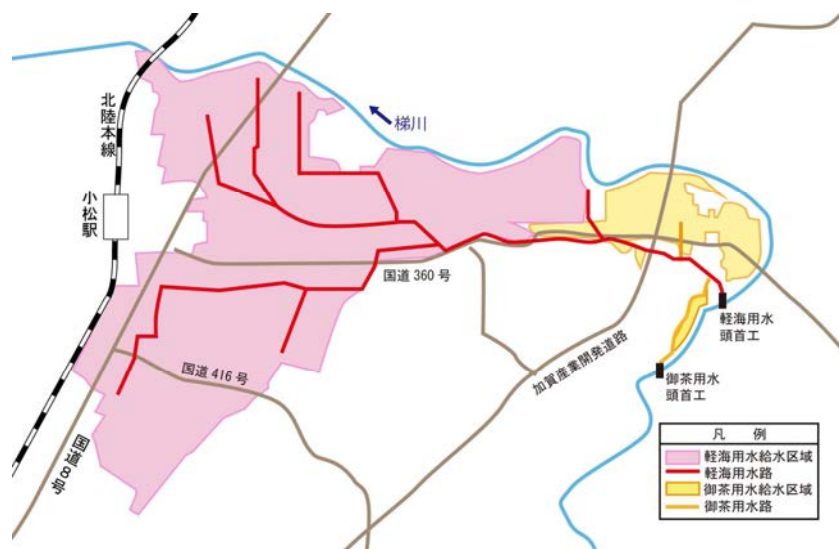 北陸本線
小松駅
梯川
国道360号
国道416号
国道8号
加賀産業開発道路
軽海用水
頭首工
御茶用水
頭首工
凡 例
軽海用水給水区域
軽海用水路
御茶用水給水区域
御茶用水路